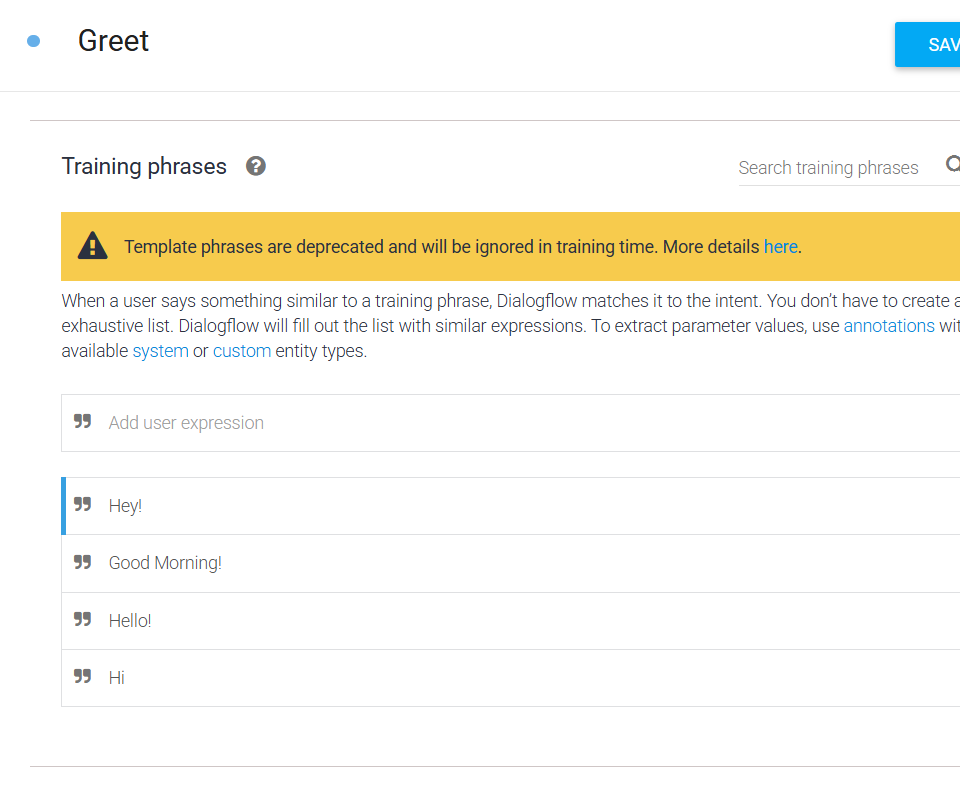 Greet
SAV
Training phrases
Search training phrases
Template phrases are deprecated and will be ignored in training time. More details here.
When a user says something similar to a training phrase, Dialogflow matches it to the intent. You don't have to create a
exhaustive list. Dialogflow will fill out the list with similar expressions. To extract parameter values, use annotations wit
available system or custom entity types.
Add user expression
Hey!
Good Morning!
Hello!
Hi